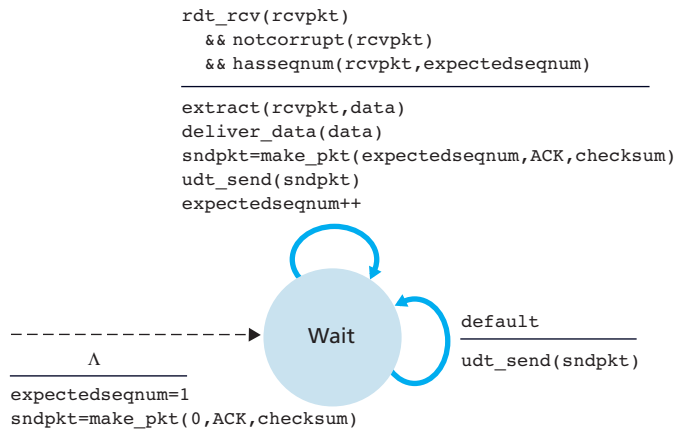 rdt_rcv(rcvpkt)
&& notcorrupt(rcvpkt)
&& hasseqnum(rcvpkt,expectedseqnum)
extract(rcvpkt,data)
deliver_data(data)
sndpkt=make_pkt(expectedseqnum,ACK,checksum)
udt_send(sndpkt)
expectedseqnum++
Wait
default
udt_send(sndpkt)
Λ
expectedseqnum=1
sndpkt=make_pkt(0,ACK,checksum)